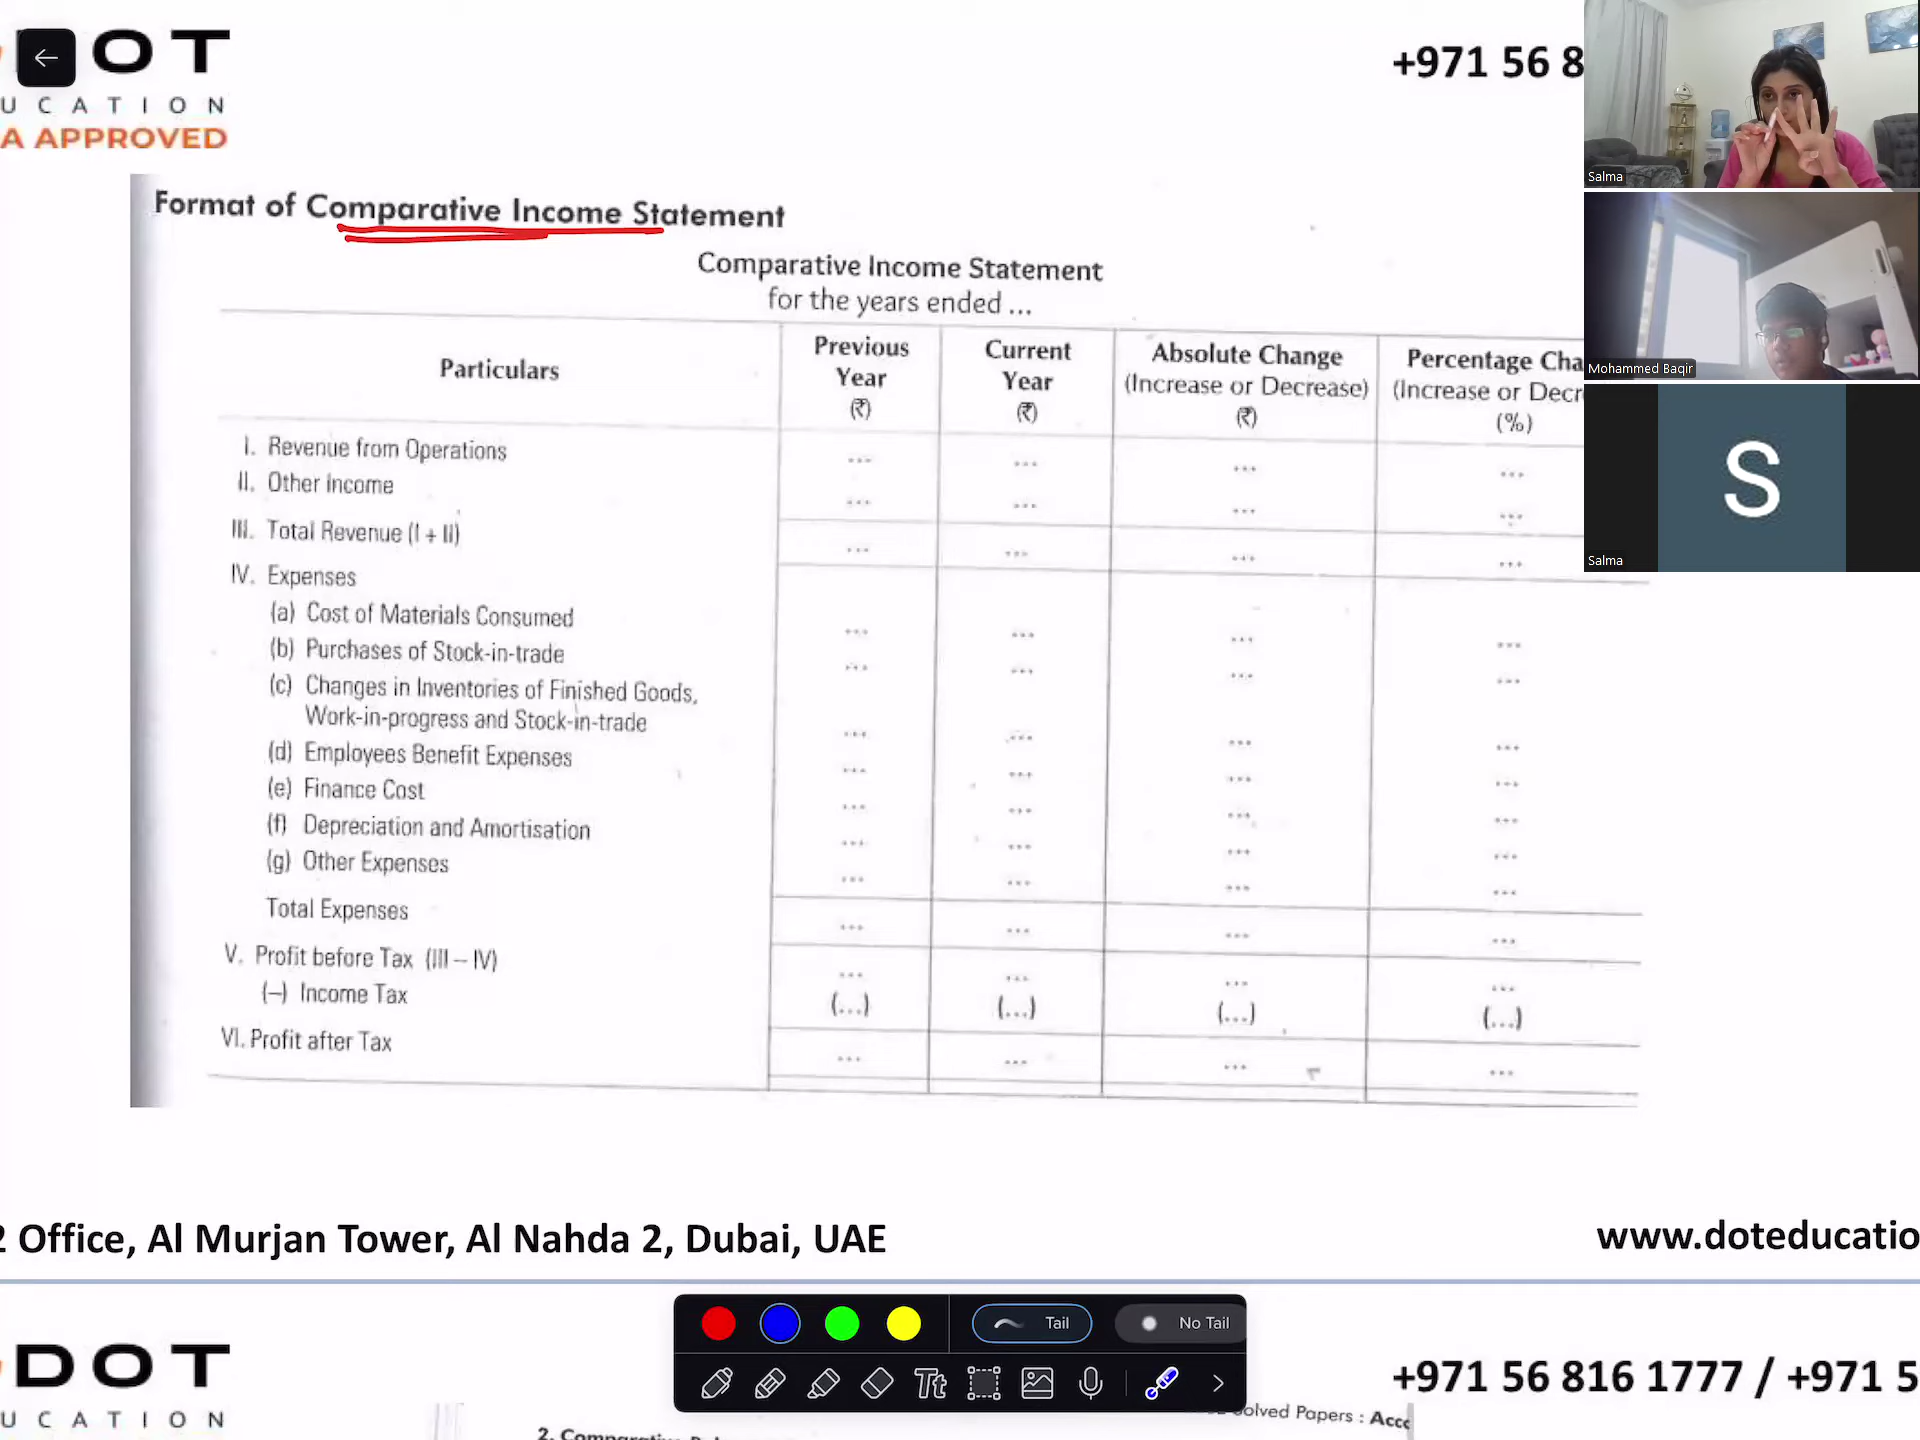 OT
UCATION
A APPROVED
+971 56 8
Salma
Mohammed Baqir
S
Salma
Format of Comparative Income Statement
Comparative Income Statement
for the years ended ...
Particulars
Previous Year (₹)
Current Year (₹)
Absolute Change (Increase or Decrease) (₹)
Percentage Cha (Increase or Decr (%)
I. Revenue from Operations ... ... ... ...
II. Other Income ... ... ... ...
III. Total Revenue (I + II) ... ... ... ...
IV. Expenses
(a) Cost of Materials Consumed ... ... ... ...
(b) Purchases of Stock-in-trade ... ... ... ...
(c) Changes in Inventories of Finished Goods,
Work-in-progress and Stock-in-trade ... ... ... ...
(d) Employees Benefit Expenses ... ... ... ...
(e) Finance Cost ... ... ... ...
(f) Depreciation and Amortisation ... ... ... ...
(g) Other Expenses ... ... ... ...
Total Expenses ... ... ... ...
V. Profit before Tax (III – IV) ... ... ... ...
(–) Income Tax (...) (...) (...) (...)
VI. Profit after Tax ... ... ... ...
2 Office, Al Murjan Tower, Al Nahda 2, Dubai, UAE
www.doteducatio
Tail
No Tail
Tt
DOT
UCATION
+971 56 816 1777 / +971 5
olved Papers : Acc
2. Comparative